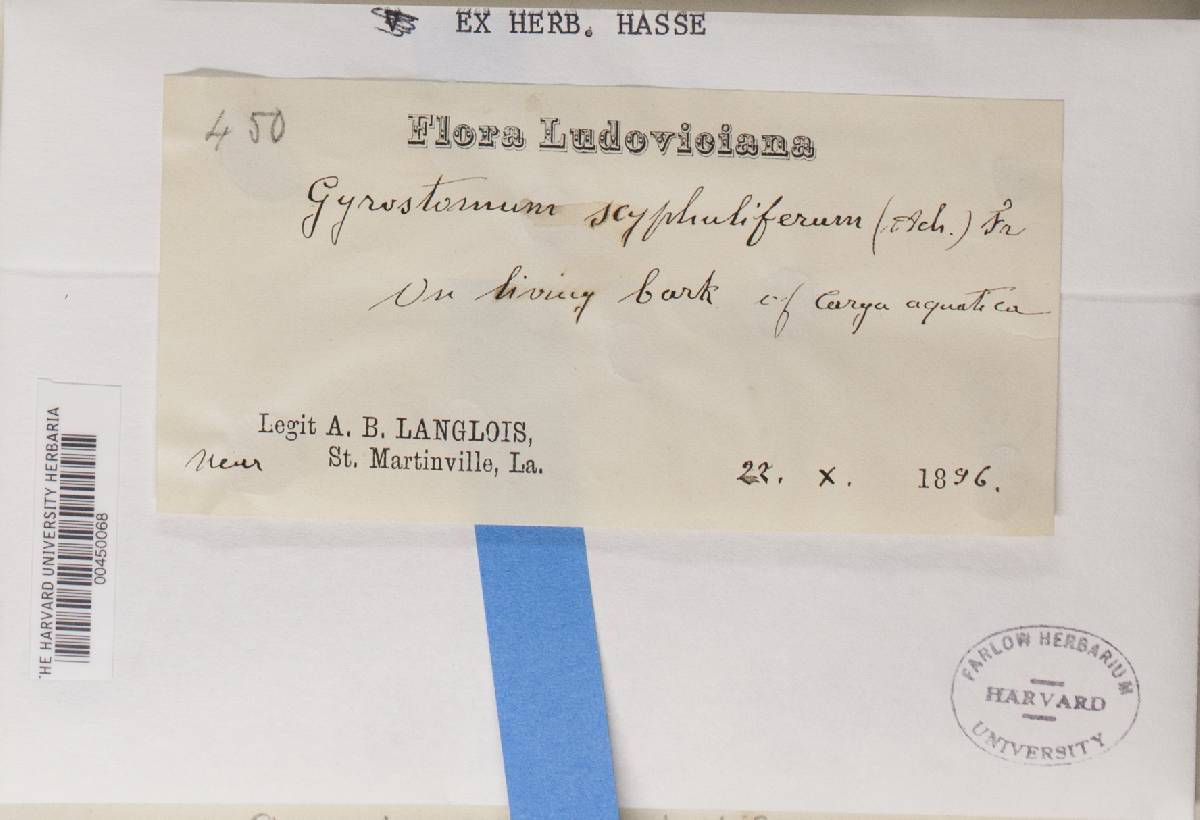 EX HERB. HASSE
450
Flora Ludoviciana
Gyrostomum scyphuliferum (Ach.) Fr
On living bark of Carya aquatica
Legit A. B. LANGLOIS,
near St. Martinville, La.
22. X. 1896.
THE HARVARD UNIVERSITY HERBARIA
00450068
FARLOW HERBARIUM
HARVARD
UNIVERSITY